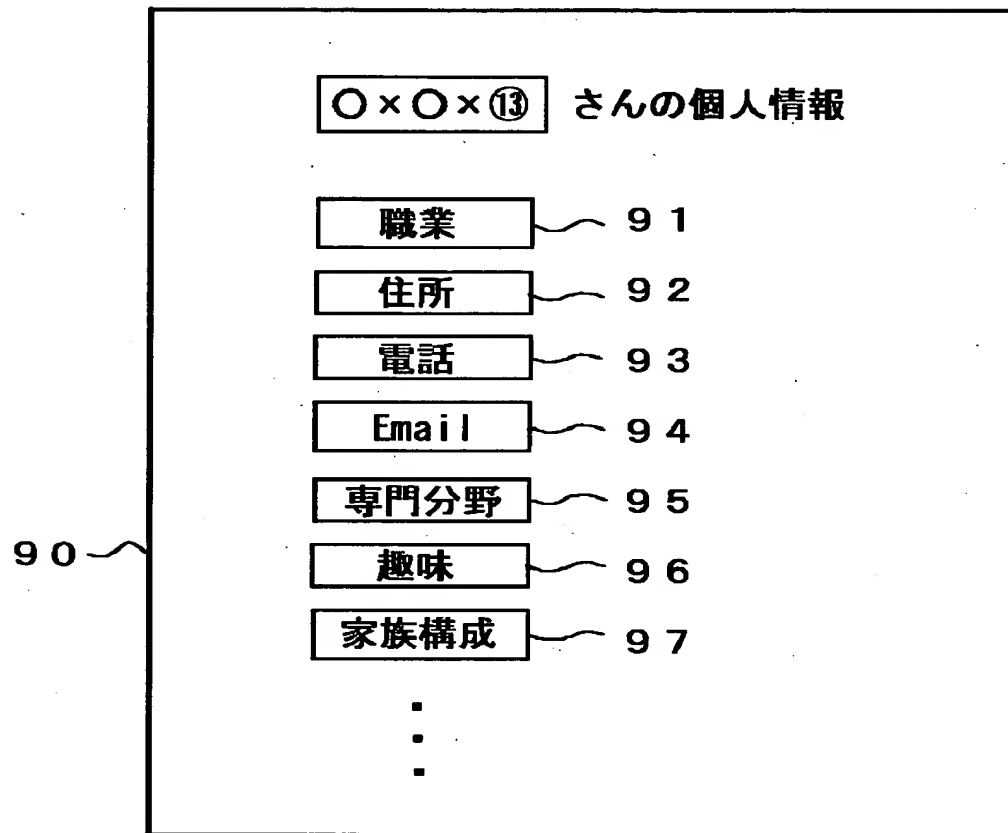 ○×○×⑬ さんの個人情報
職業 91
住所 92
電話 93
Email 94
専門分野 95
90
趣味 96
家族構成 97